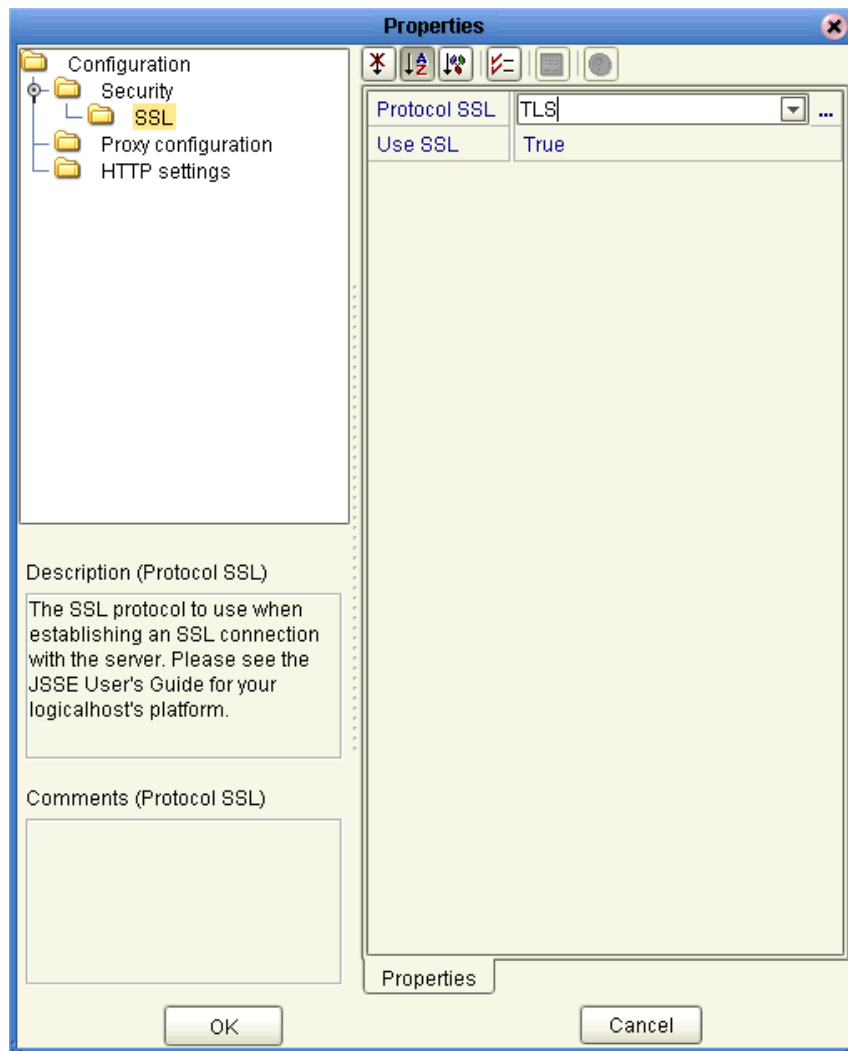 Properties
Configuration
Security
SSL
Proxy configuration
HTTP settings
Protocol SSL TLS ...
Use SSL True
Description (Protocol SSL)
The SSL protocol to use when
establishing an SSL connection
with the server. Please see the
JSSE User's Guide for your
logicalhost's platform.
Comments (Protocol SSL)
Properties
OK
Cancel